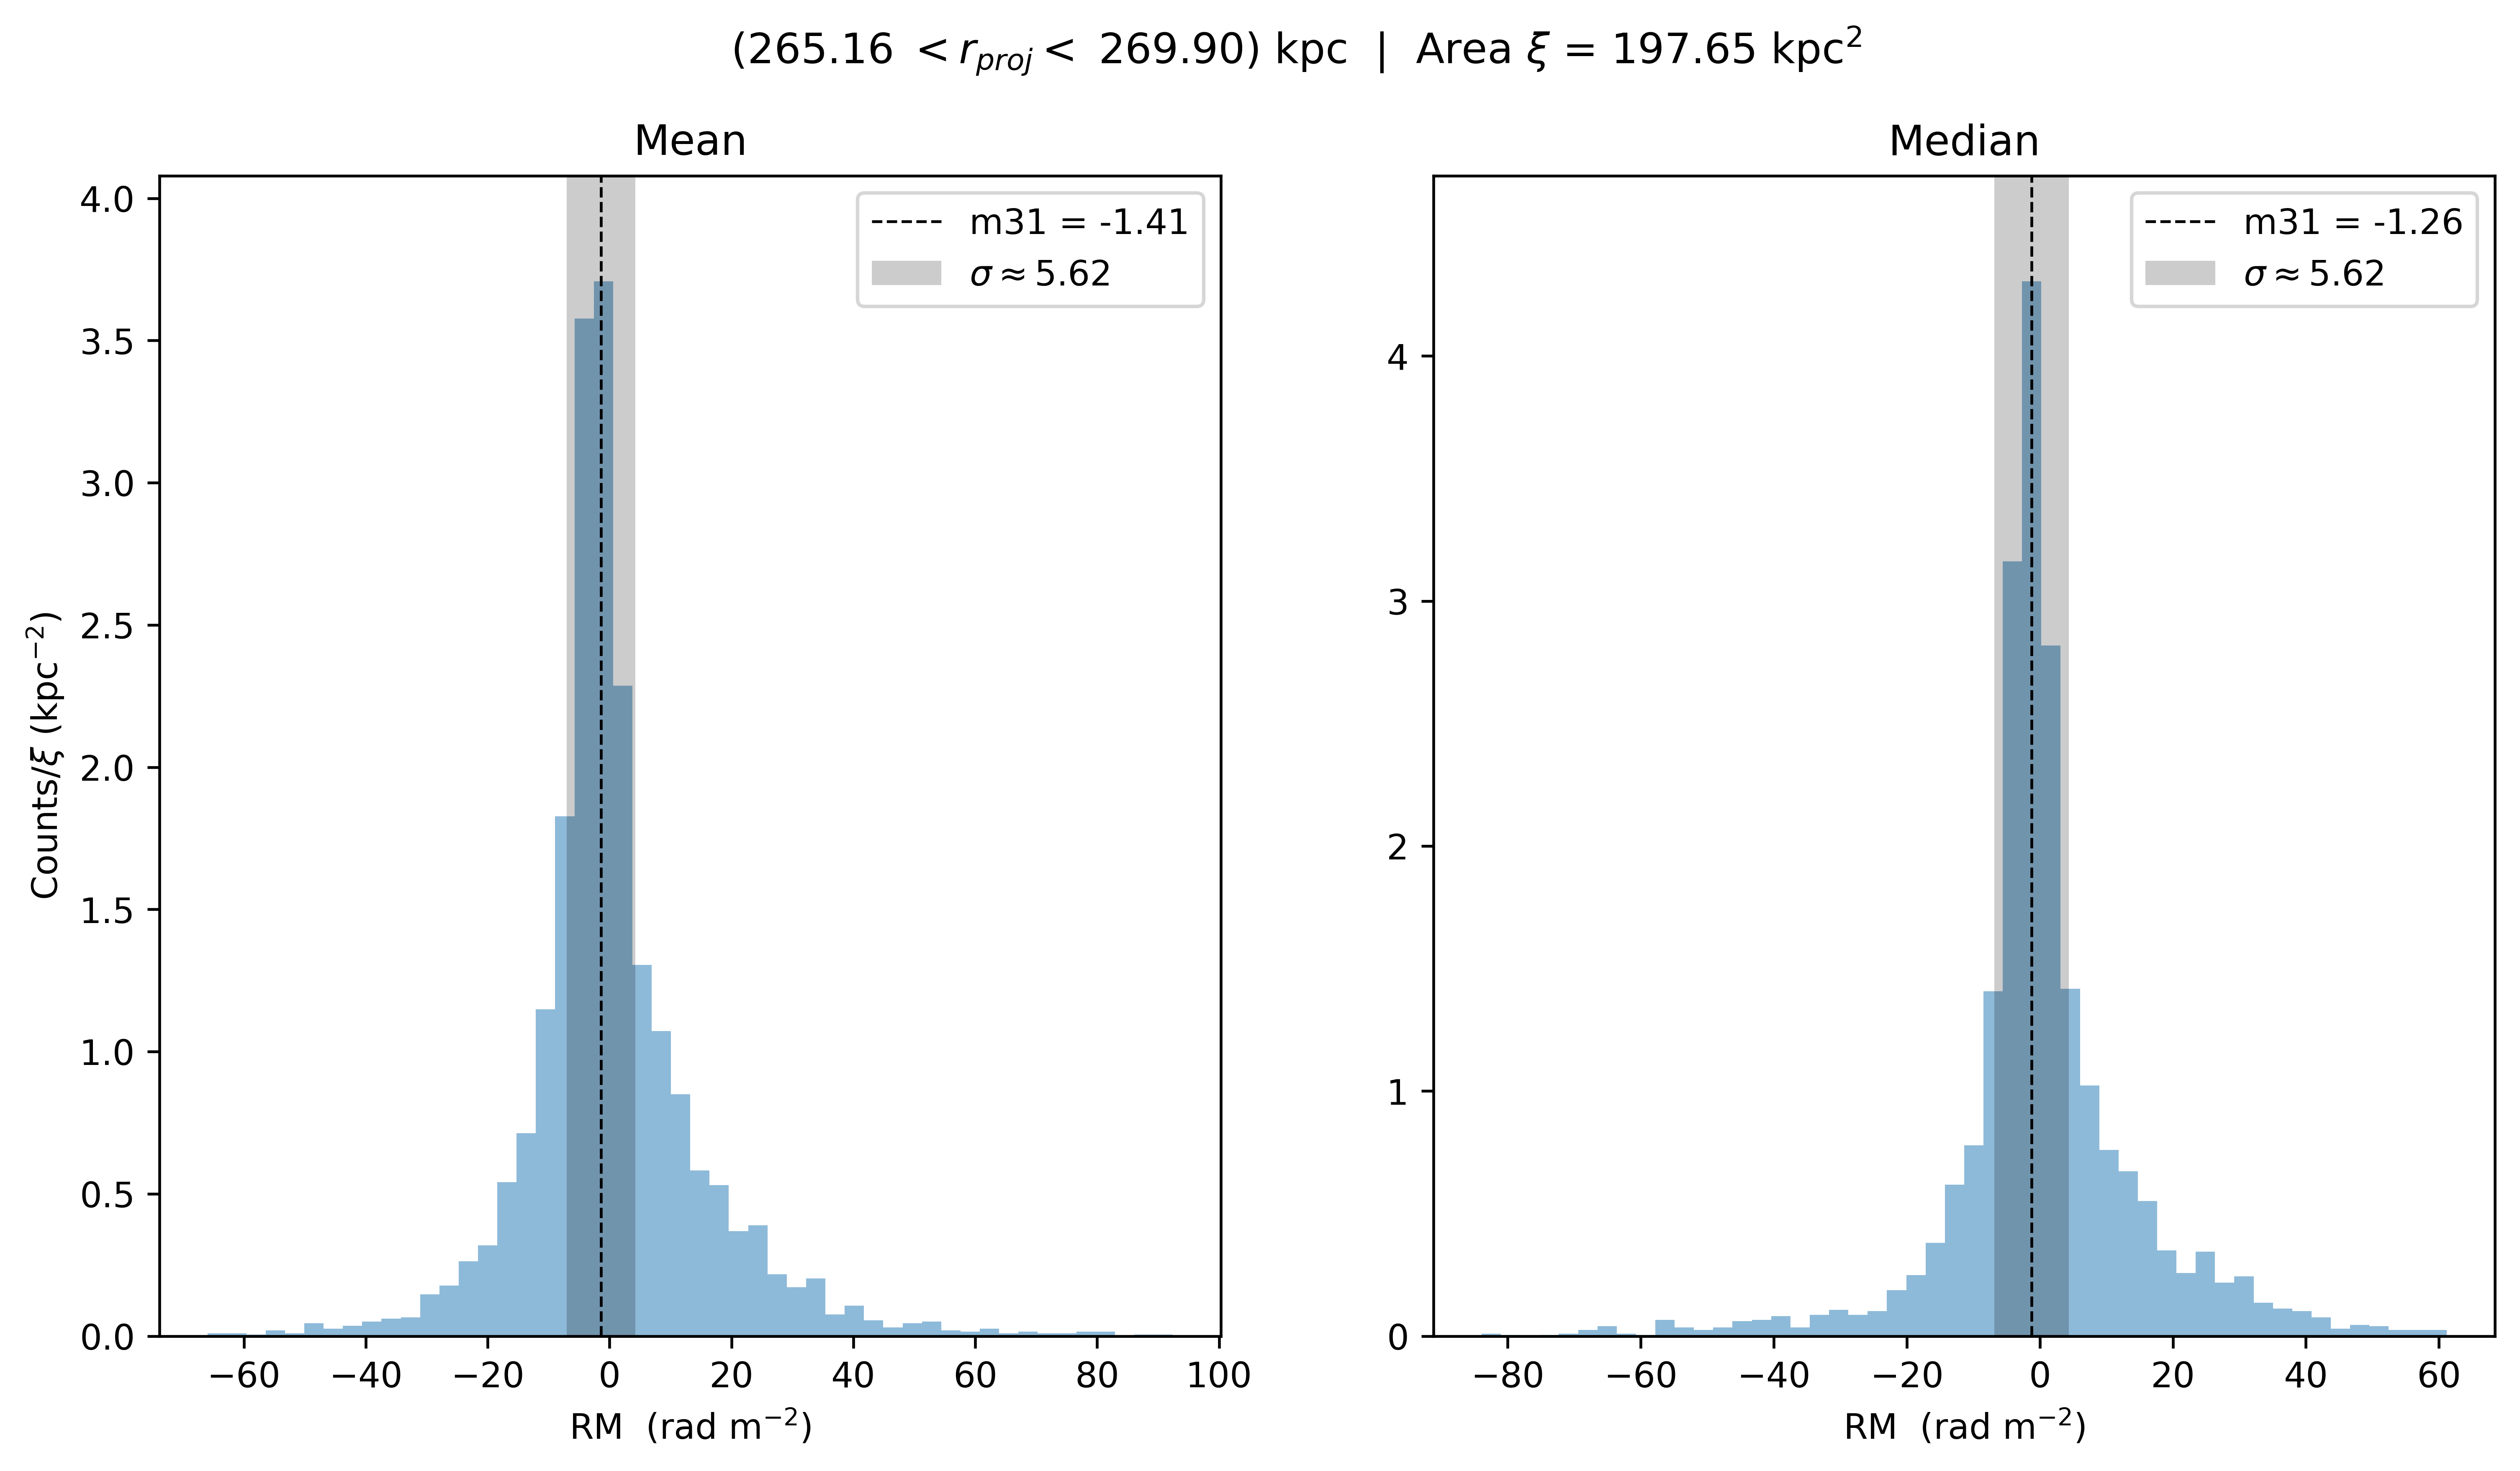 (265.16 < r_proj < 269.90) kpc | Area ξ = 197.65 kpc²
Mean
4.0
3.5
3.0
2.5
2.0
1.5
1.0
0.5
0.0
Counts/ξ (kpc⁻²)
m31 = -1.41
σ ≈ 5.62
−60 −40 −20 0 20 40 60 80 100
RM (rad m⁻²)
Median
4
3
2
1
0
m31 = -1.26
σ ≈ 5.62
−80 −60 −40 −20 0 20 40 60
RM (rad m⁻²)